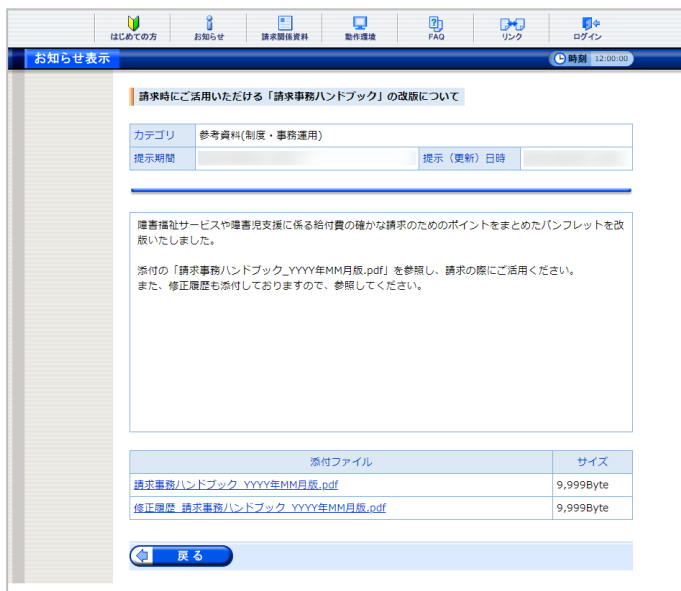 はじめての方 お知らせ 請求関係資料 動作環境 FAQ リンク ログイン
お知らせ表示 時刻 12:00:00
請求時にご活用いただける「請求事務ハンドブック」の改版について
カテゴリ 参考資料(制度・事務運用)
提示期間 提示（更新）日時
障害福祉サービスや障害児支援に係る給付費の確かな請求のためのポイントをまとめたパンフレットを改
版いたしました。
添付の「請求事務ハンドブック_YYYY年MM月版.pdf」を参照し、請求の際にご活用ください。
また、修正履歴も添付しておりますので、参照してください。
添付ファイル サイズ
請求事務ハンドブック_YYYY年MM月版.pdf 9,999Byte
修正履歴_請求事務ハンドブック_YYYY年MM月版.pdf 9,999Byte
戻る